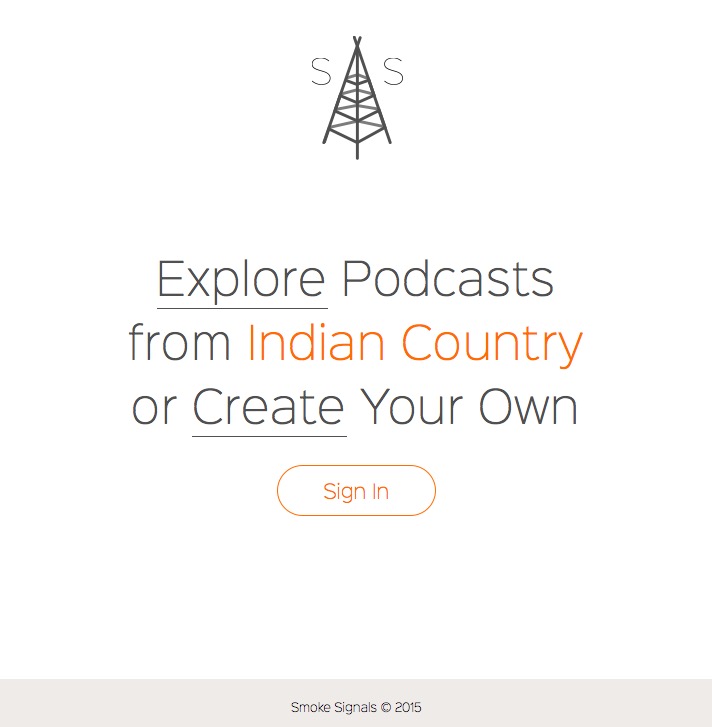 S S
Explore Podcasts
from Indian Country
or Create Your Own
Sign In
Smoke Signals © 2015